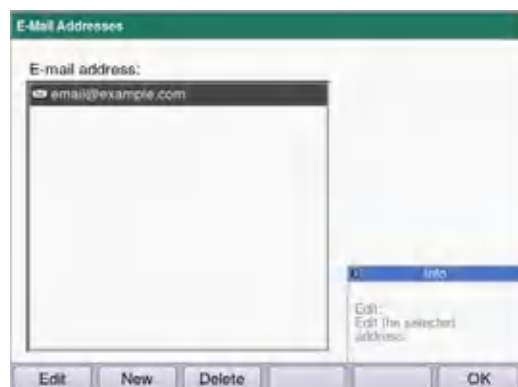 E-Mail Addresses
E-mail address:
email@example.com
Info
Edit:
Edit the selected
address.
Edit
New
Delete
OK